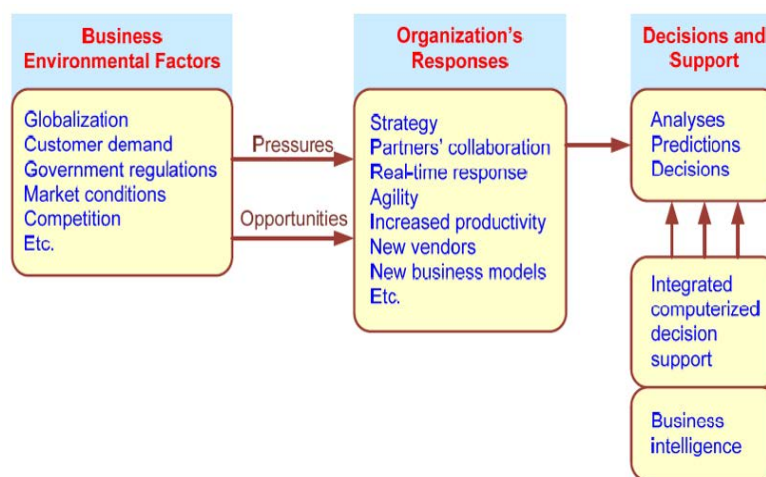 Business
Environmental Factors
Globalization
Customer demand
Government regulations
Market conditions
Competition
Etc.
Pressures
Opportunities
Organization's
Responses
Strategy
Partners' collaboration
Real-time response
Agility
Increased productivity
New vendors
New business models
Etc.
Decisions and
Support
Analyses
Predictions
Decisions
Integrated
computerized
decision
support
Business
intelligence